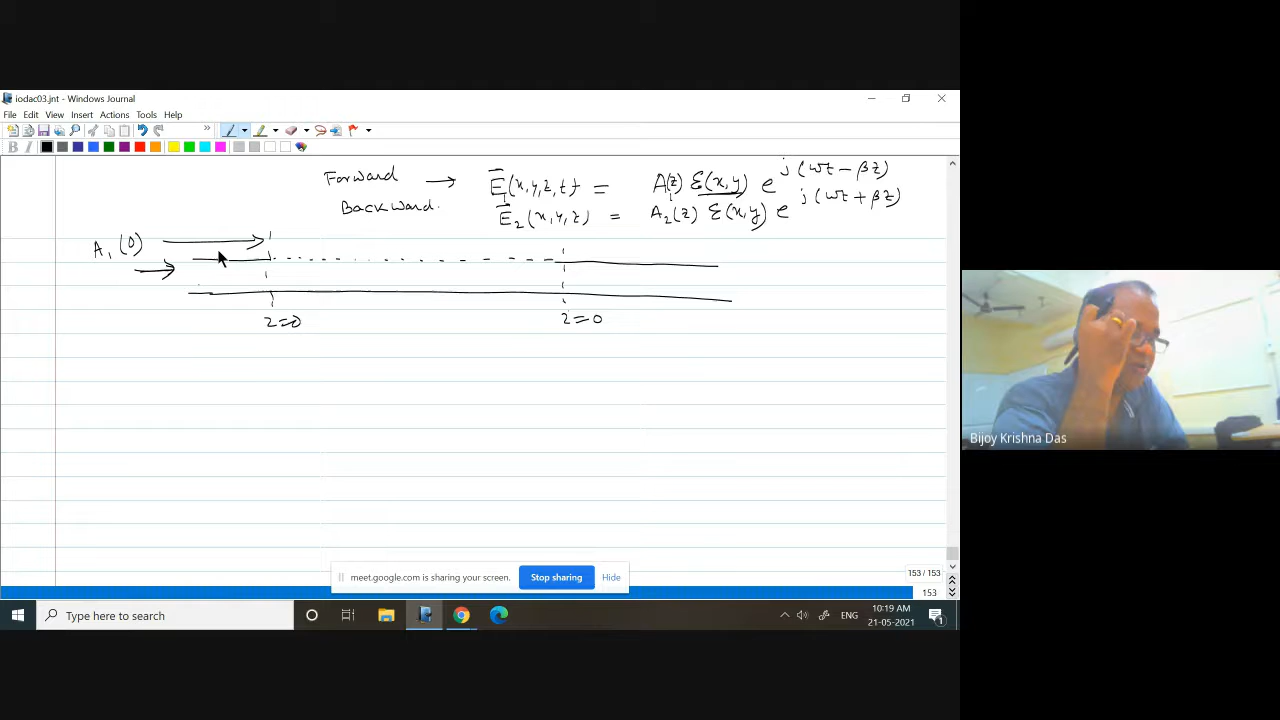 iodac03.jnt - Windows Journal
File Edit View Insert Actions Tools Help
Forward → E₁(x,y,z,t) = A₁(z) ℰ(x,y) e^j(ωt – βz)
Backward. E₂(x,y,z) = A₂(z) ℰ(x,y) e^j(ωt + βz)
A₁(0)
z=0 z=0
Bijoy Krishna Das
meet.google.com is sharing your screen. Stop sharing Hide
153 / 153
153
Type here to search
ENG
10:19 AM
21-05-2021